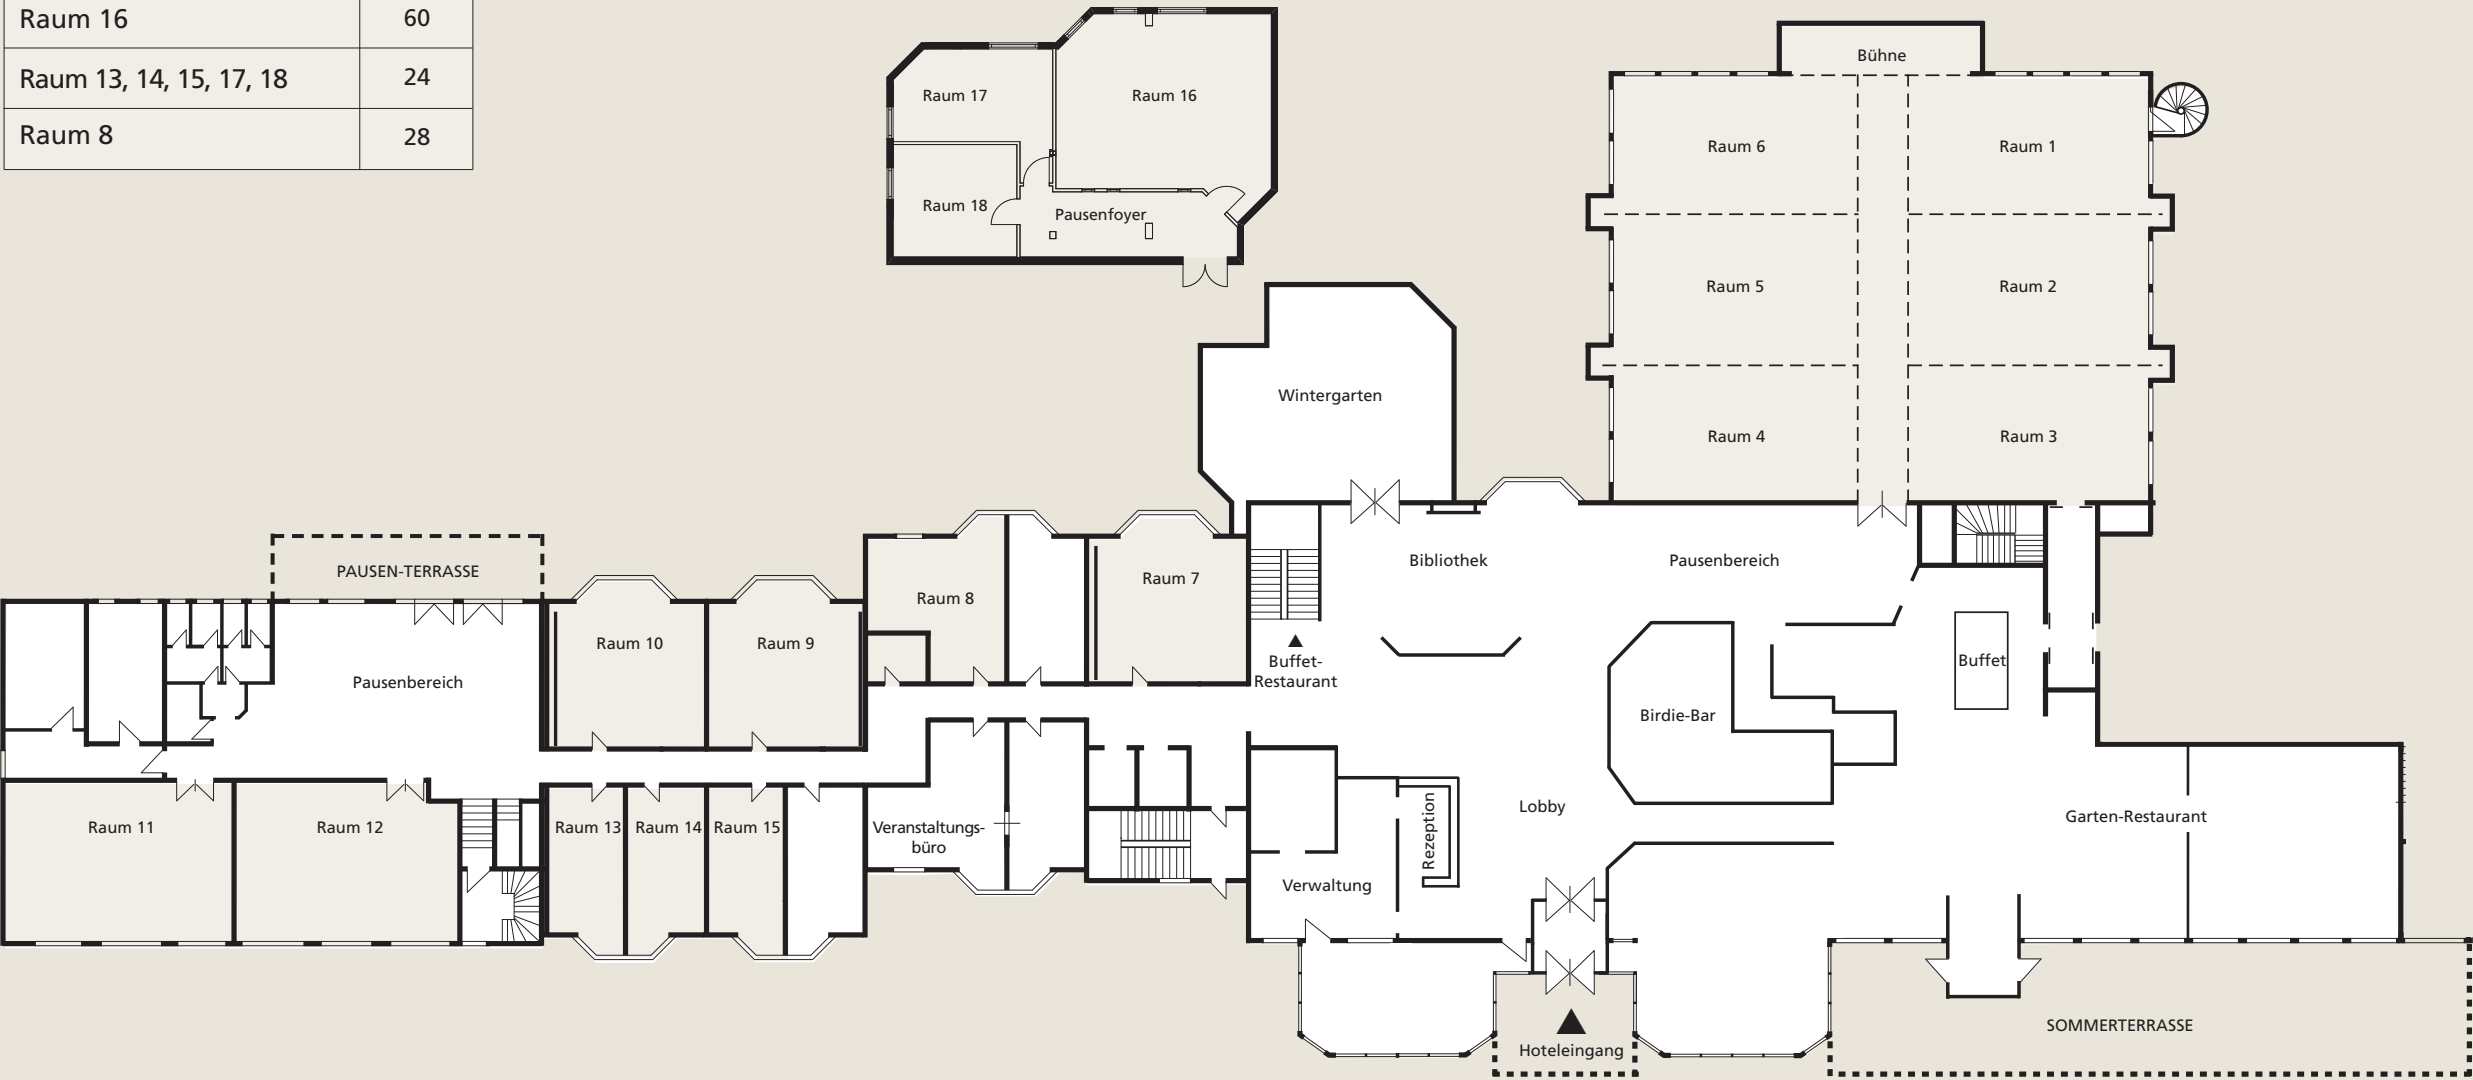 Raum 16
60
Raum 13, 14, 15, 17, 18
24
Raum 8
28
Raum 17
Raum 16
Raum 18
Pausenfoyer
Bühne
Raum 6
Raum 1
Raum 5
Raum 2
Raum 4
Raum 3
Wintergarten
PAUSEN-TERRASSE
Pausenbereich
Raum 10
Raum 9
Raum 8
Raum 7
Bibliothek
Pausenbereich
Buffet-
Restaurant
Buffet
Birdie-Bar
Raum 11
Raum 12
Raum 13
Raum 14
Raum 15
Veranstaltungs-
büro
Verwaltung
Rezeption
Lobby
Garten-Restaurant
Hoteleingang
SOMMERTERRASSE